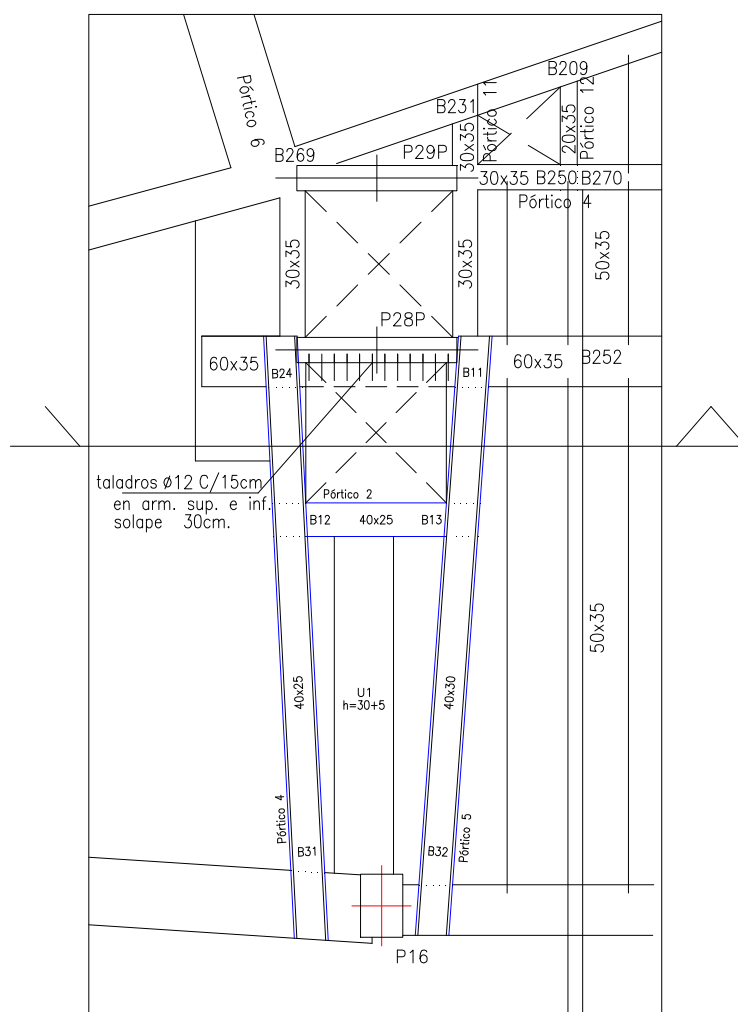 B209
Pórtico 6
Pórtico 11
Pórtico 12
B231
20x35
30x35
B269
P29P
30x35 B250
B270
Pórtico 4
30x35
30x35
50x35
P28P
60x35
60x35
B252
B24
B11
taladros ø12 C/15cm
en arm. sup. e inf.
solape 30cm.
Pórtico 2
B12
40x25
B13
50x35
40x25
U1
h=30+5
40x30
Pórtico 4
Pórtico 5
B31
B32
P16